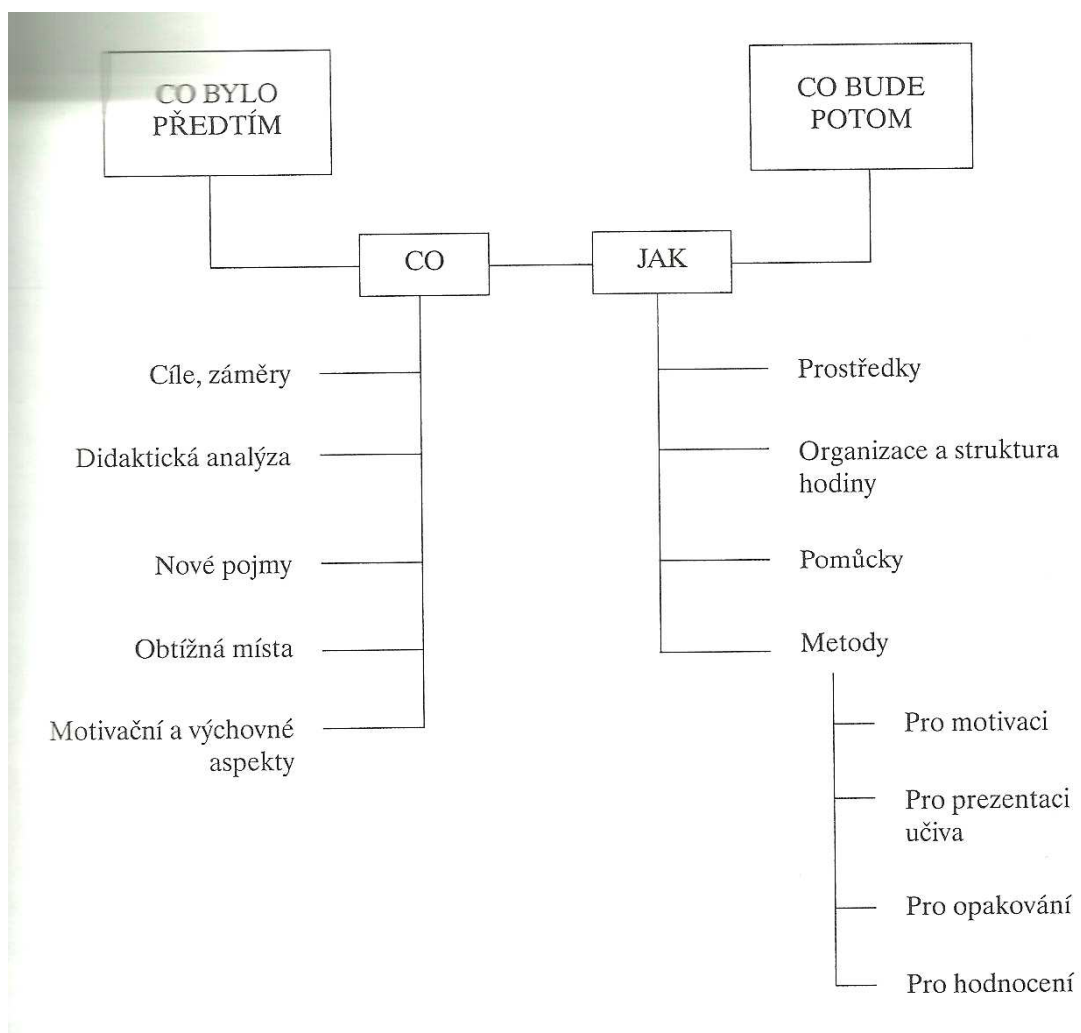 CO BYLO
PŘEDTÍM
CO BUDE
POTOM
CO
JAK
Cíle, záměry
Didaktická analýza
Nové pojmy
Obtížná místa
Motivační a výchovné
aspekty
Prostředky
Organizace a struktura
hodiny
Pomůcky
Metody
Pro motivaci
Pro prezentaci
učiva
Pro opakování
Pro hodnocení